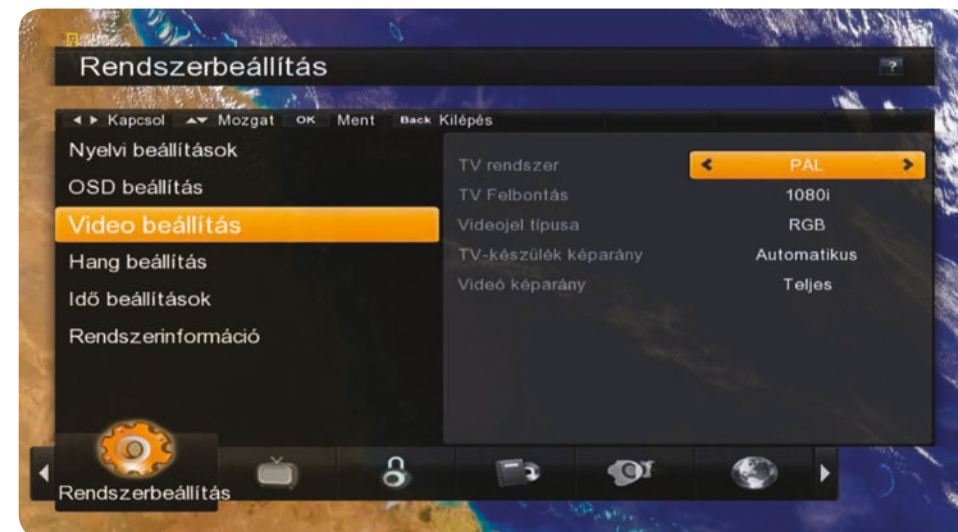 Rendszerbeállítás
?
Kapcsol Mozgat OK Ment Back Kilépés
Nyelvi beállítások
OSD beállítás
Video beállítás
Hang beállítás
Idő beállítások
Rendszerinformáció
TV rendszer PAL
TV Felbontás 1080i
Videojel típusa RGB
TV-készülék képarány Automatikus
Videó képarány Teljes
Rendszerbeállítás